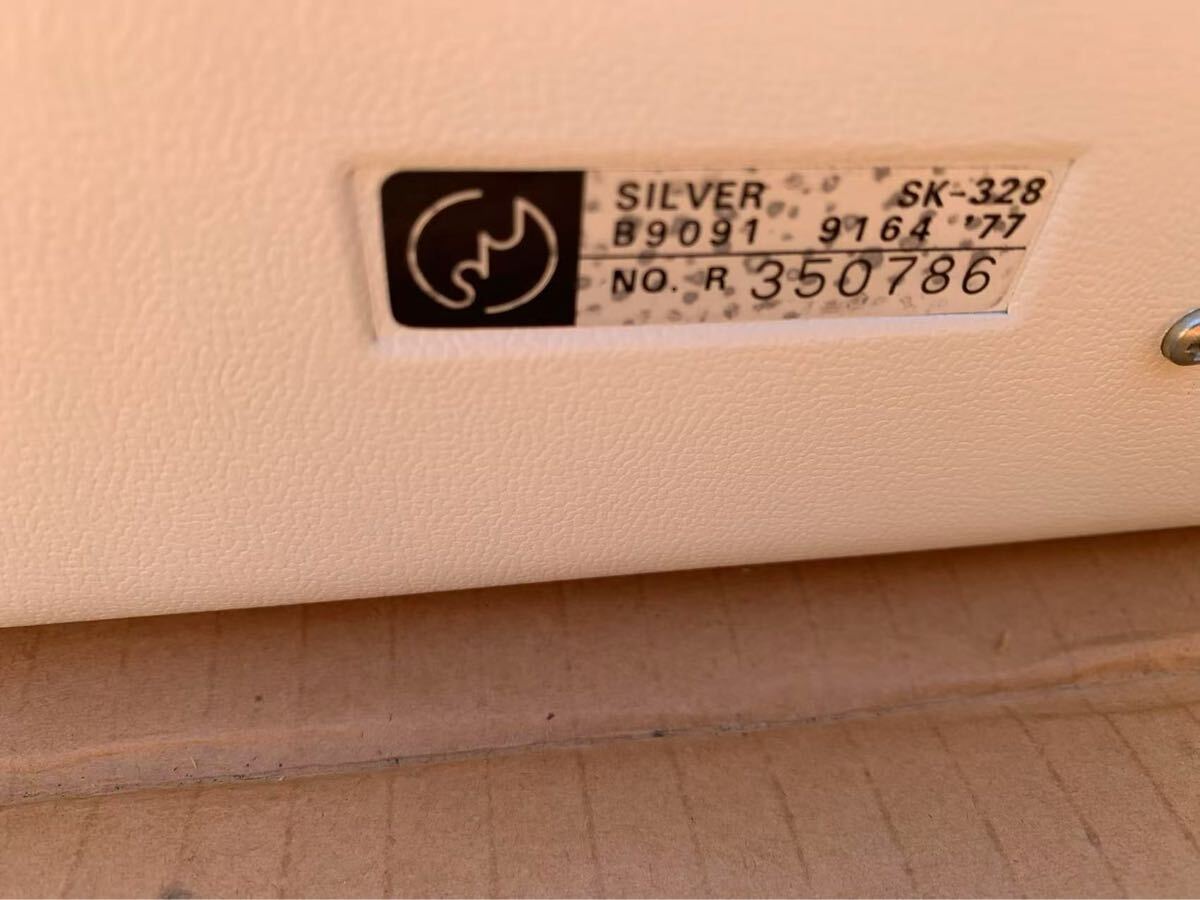 SILVER SK-328
B9091 - 9164 '77
NO. R 350786